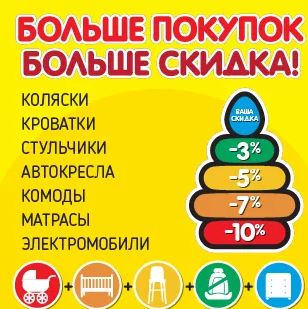 БОЛЬШЕ ПОКУПОК
БОЛЬШЕ СКИДКА!
КОЛЯСКИ
КРОВАТКИ
СТУЛЬЧИКИ
АВТОКРЕСЛА
КОМОДЫ
МАТРАСЫ
ЭЛЕКТРОМОБИЛИ
ВАША
СКИДКА
-3%
-5%
-7%
-10%
+ + + +